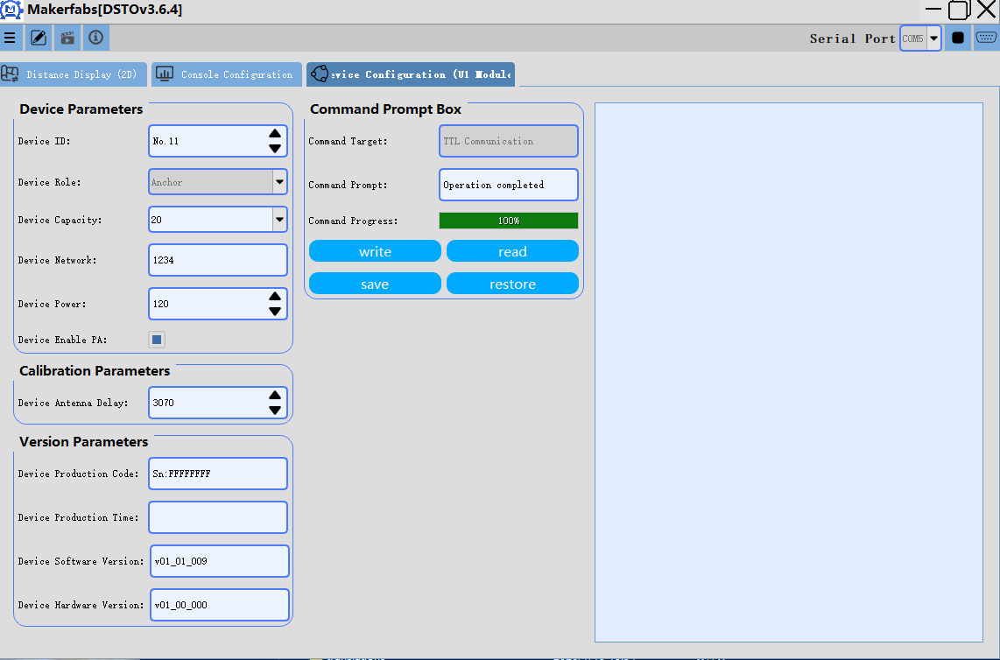 Makerfabs[DSTOv3.6.4]
Serial Port COM5
Distance Display (2D)
Console Configuration
evice Configuration (U1 Module
Device Parameters
Device ID: No.11
Device Role: Anchor
Device Capacity: 20
Device Network: 1234
Device Power: 120
Device Enable PA:
Calibration Parameters
Device Antenna Delay: 3070
Version Parameters
Device Production Code: Sn:FFFFFFFF
Device Production Time:
Device Software Version: v01_01_009
Device Hardware Version: v01_00_000
Command Prompt Box
Command Target: TTL Communication
Command Prompt: Operation completed
Command Progress: 100%
write read
save restore